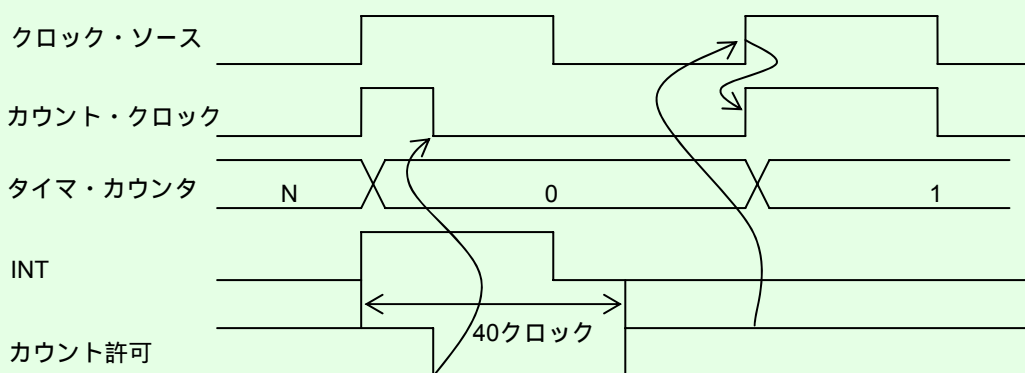 クロック・ソース
カウント・クロック
タイマ・カウンタ
N 0 1
INT
40クロック
カウント許可